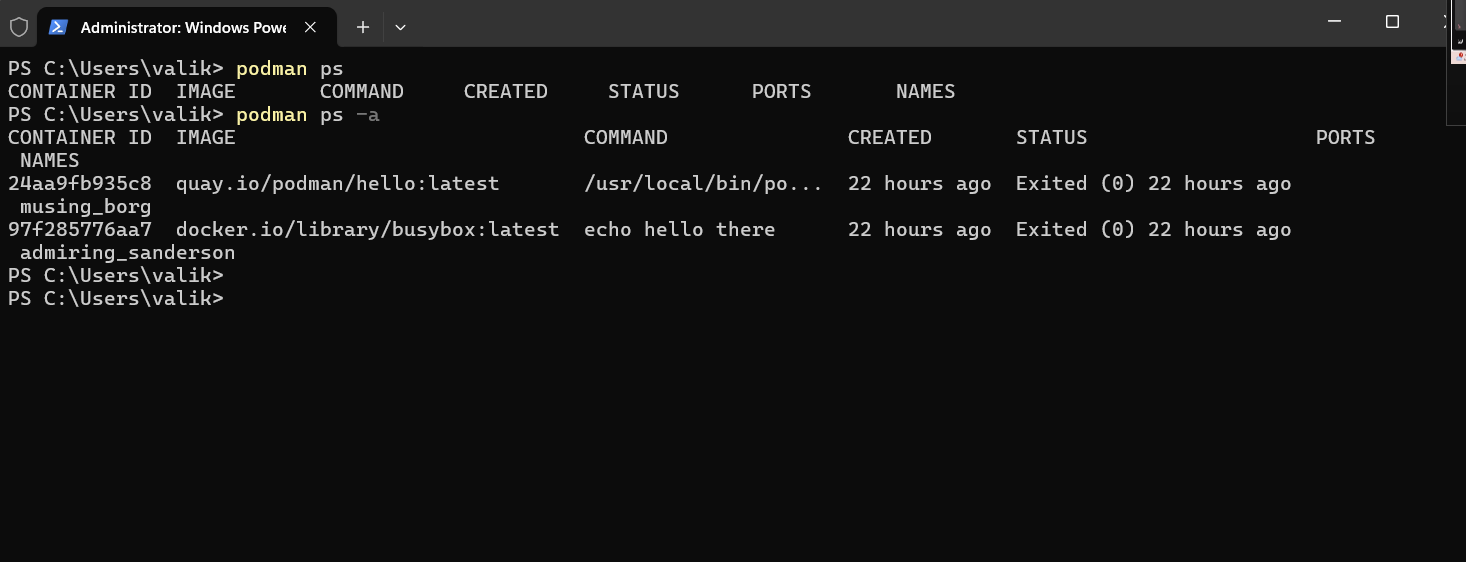 Administrator: Windows Powe
PS C:\Users\valik> podman ps
CONTAINER ID  IMAGE       COMMAND     CREATED     STATUS      PORTS       NAMES
PS C:\Users\valik> podman ps -a
CONTAINER ID  IMAGE                             COMMAND               CREATED       STATUS                   PORTS
 NAMES
24aa9fb935c8  quay.io/podman/hello:latest       /usr/local/bin/po...  22 hours ago  Exited (0) 22 hours ago
 musing_borg
97f285776aa7  docker.io/library/busybox:latest  echo hello there      22 hours ago  Exited (0) 22 hours ago
 admiring_sanderson
PS C:\Users\valik>
PS C:\Users\valik>